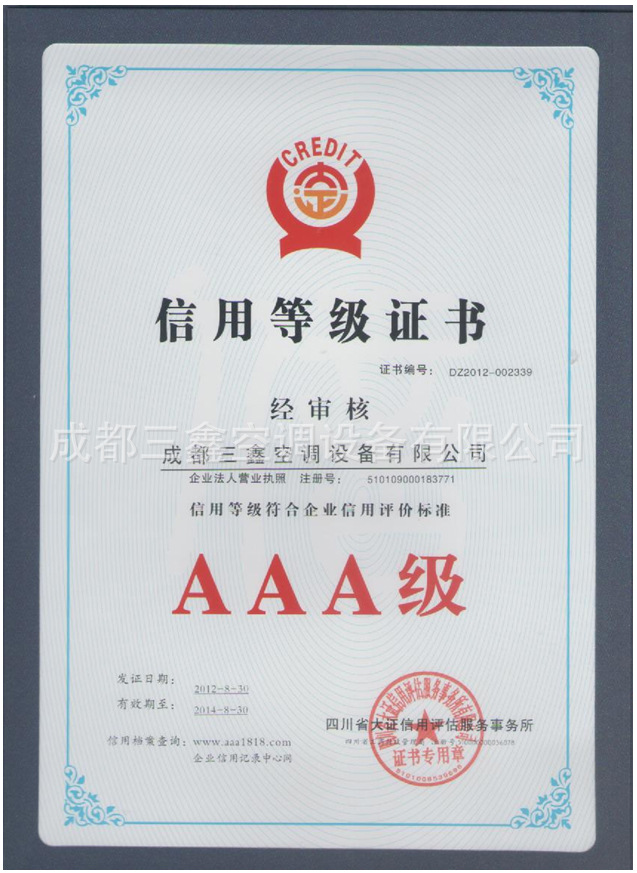 CREDIT
信用等级证书
证书编号： DZ2012-002339
经审核
成都三鑫空调设备有限公司
成都三鑫空调设备有限公司
企业法人营业执照 注册号： 510109000183771
信用等级符合企业信用评价标准
AAA级
发证日期： 2012-8-30
有效期至： 2014-8-30
四川省大证信用评估服务事务所
信用档案查询：www.aaa1818.com
企业信用记录中心网
证书专用章